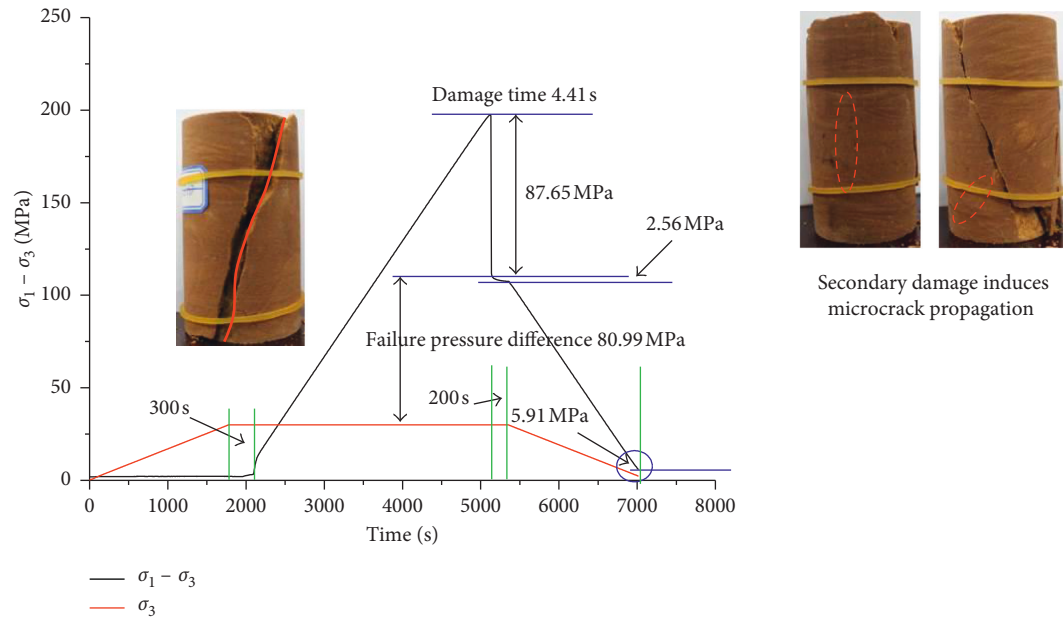 250
200
150
100
50
0
σ1 – σ3 (MPa)
0
1000
2000
3000
4000
5000
6000
7000
8000
Time (s)
Damage time 4.41 s
87.65 MPa
2.56 MPa
Failure pressure difference 80.99 MPa
300 s
200 s
5.91 MPa
σ1 – σ3
σ3
Secondary damage induces
microcrack propagation